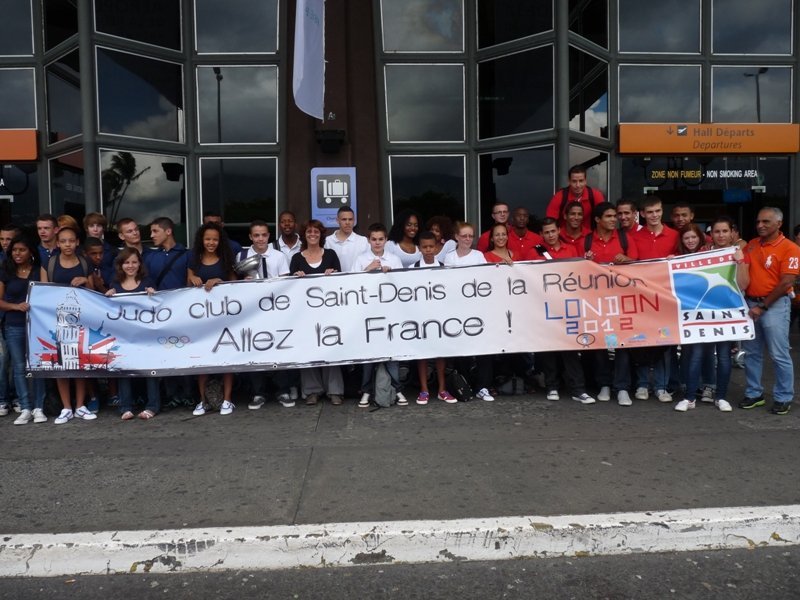 Hall Départs
Departures
ZONE NON FUMEUR - NON SMOKING AREA
Judo club de Saint-Denis de la Réunion
Allez la France !
LONDON
2012
VILLE DE
SAINT
DENIS
23